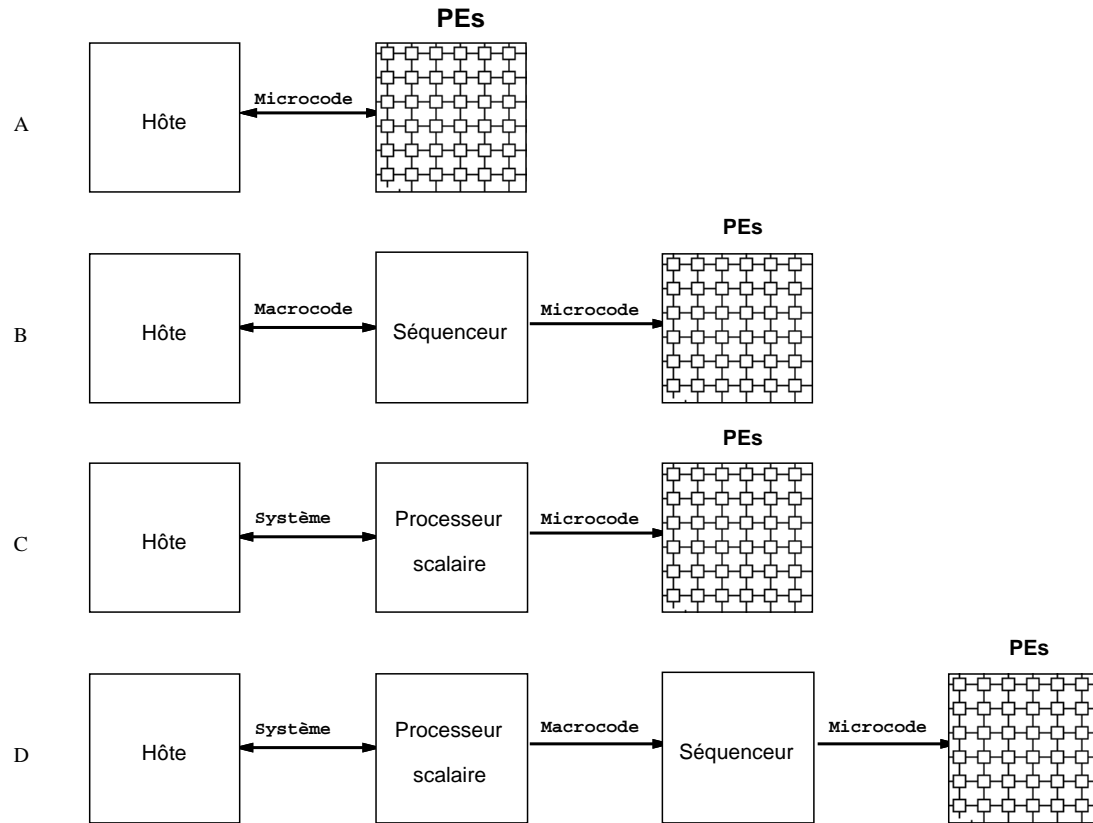 PEs
Microcode
A
Hôte
PEs
Macrocode
Microcode
B
Hôte
Séquenceur
PEs
Système
Processeur
Microcode
C
Hôte
scalaire
PEs
Système
Processeur
Macrocode
Microcode
D
Hôte
scalaire
Séquenceur